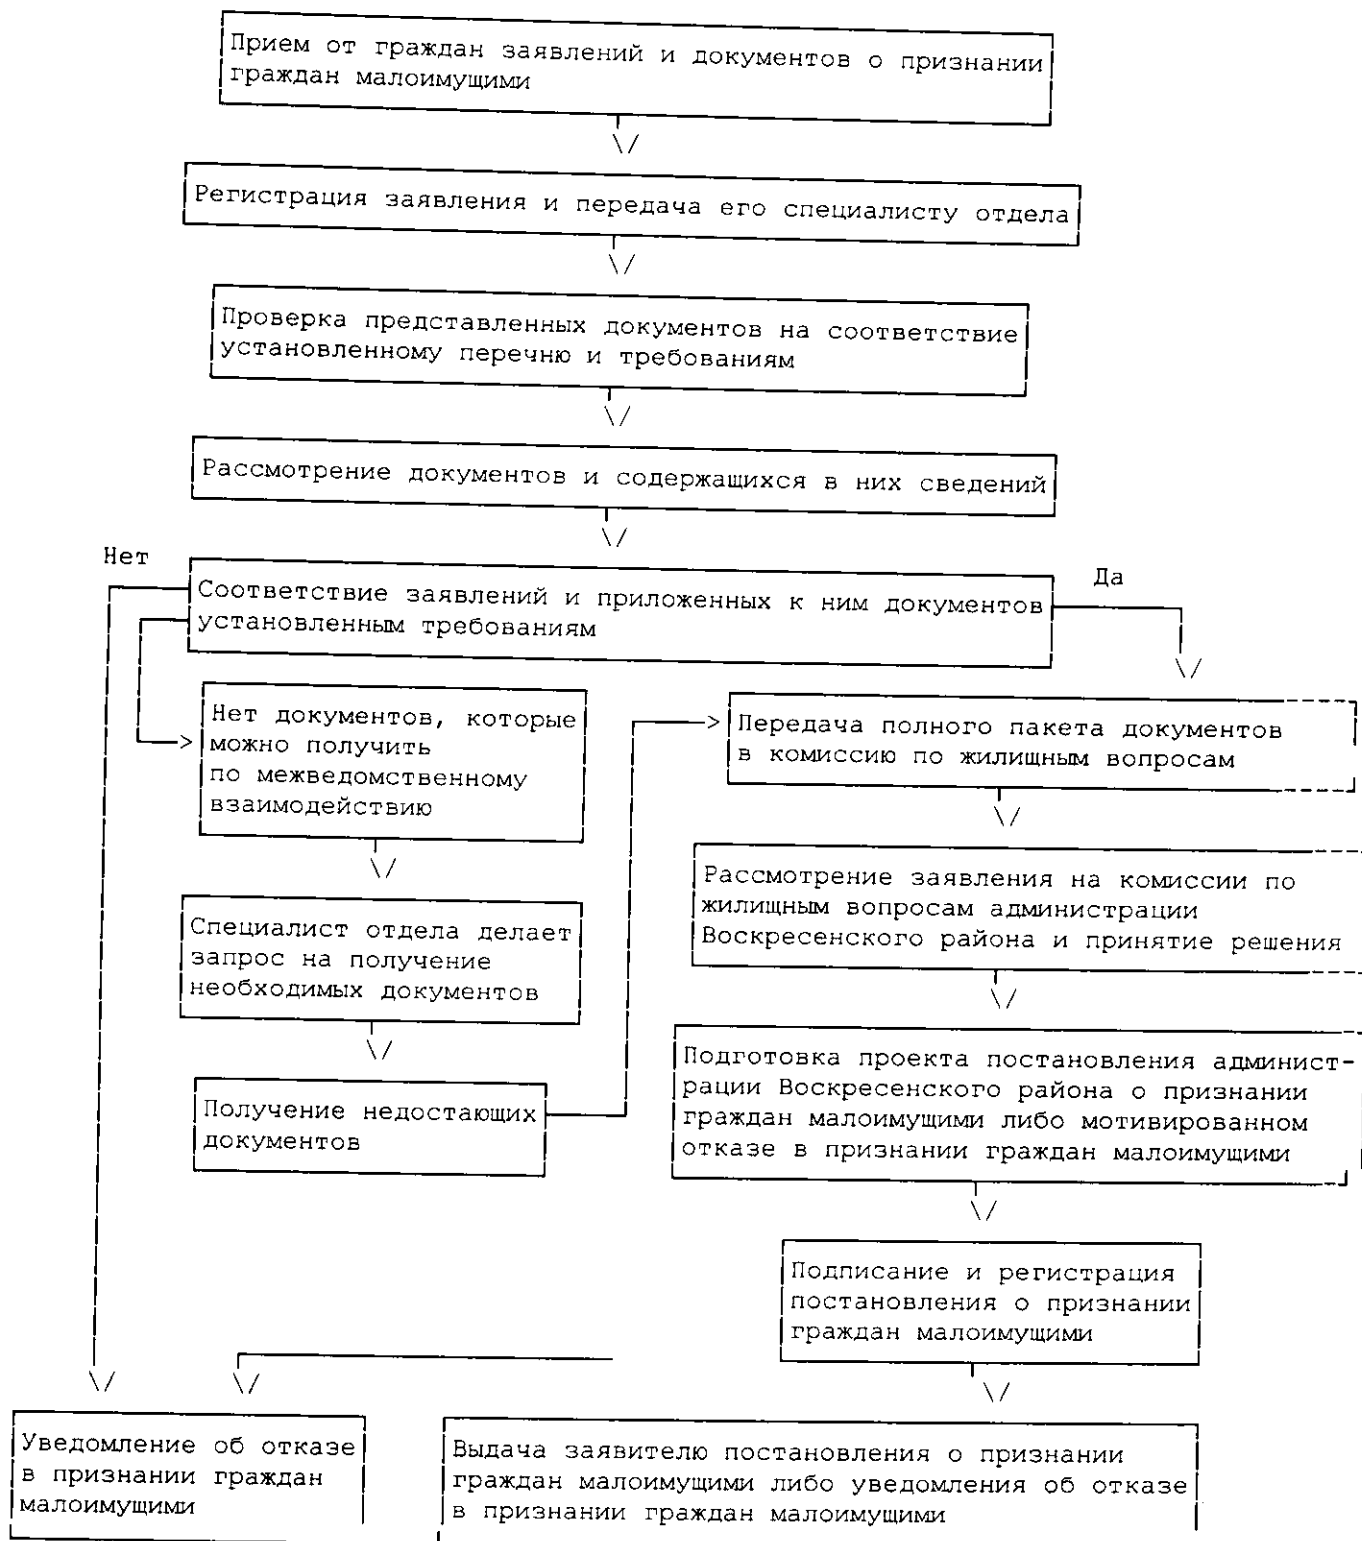 Прием от граждан заявлений и документов о признании
граждан малоимущими
\/
Регистрация заявления и передача его специалисту отдела
\/
Проверка представленных документов на соответствие
установленному перечню и требованиям
\/
Рассмотрение документов и содержащихся в них сведений
\/
Нет
Да
Соответствие заявлений и приложенных к ним документов
установленным требованиям
\/
Нет документов, которые
можно получить
по межведомственному
взаимодействию
\/
Специалист отдела делает
запрос на получение
необходимых документов
\/
Получение недостающих
документов
>
>
Передача полного пакета документов
в комиссию по жилищным вопросам
\/
Рассмотрение заявления на комиссии по
жилищным вопросам администрации
Воскресенского района и принятие решения
\/
Подготовка проекта постановления админист-
рации Воскресенского района о признании
граждан малоимущими либо мотивированном
отказе в признании граждан малоимущими
\/
Подписание и регистрация
постановления о признании
граждан малоимущими
\/ \/ \/
Уведомление об отказе
в признании граждан
малоимущими
Выдача заявителю постановления о признании
граждан малоимущими либо уведомления об отказе
в признании граждан малоимущими